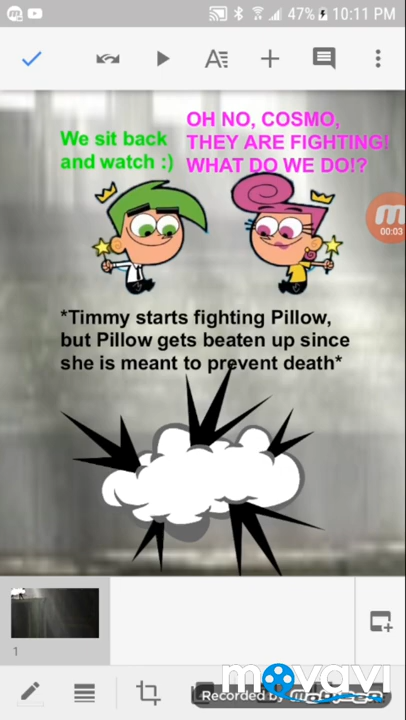 47% 10:11 PM
We sit back
and watch :)
OH NO, COSMO,
THEY ARE FIGHTING!
WHAT DO WE DO!?
00:03
*Timmy starts fighting Pillow,
but Pillow gets beaten up since
she is meant to prevent death*
1
movavi
Recorded by